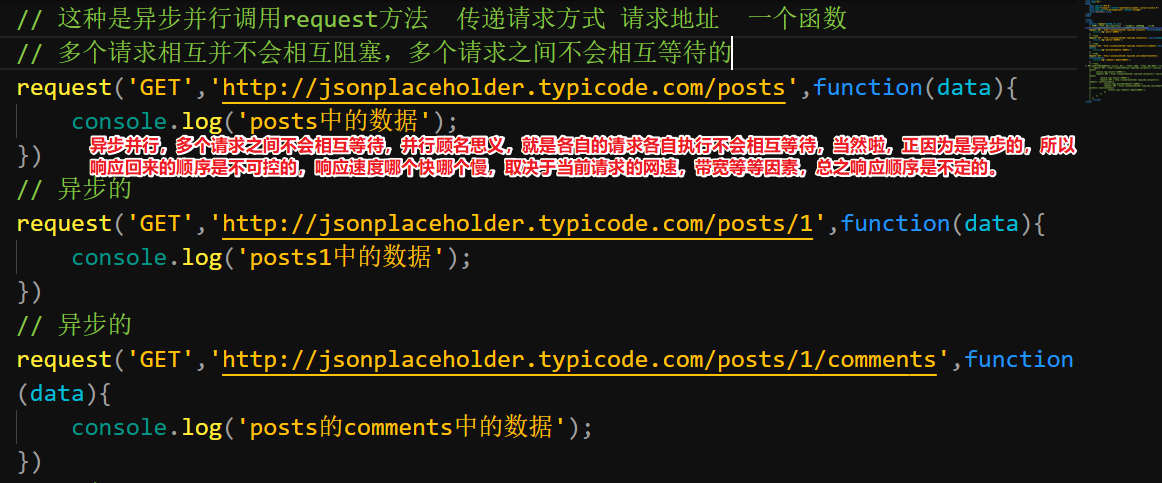 // 这种是异步并行调用request方法  传递请求方式 请求地址  一个函数
// 多个请求相互并不会相互阻塞，多个请求之间不会相互等待的
request('GET','http://jsonplaceholder.typicode.com/posts',function(data){
    console.log('posts中的数据');
异步并行，多个请求之间不会相互等待，并行顾名思义，就是各自的请求各自执行不会相互等待，当然啦，正因为是异步的，所以
})
响应回来的顺序是不可控的，响应速度哪个快哪个慢，取决于当前请求的网速，带宽等等因素，总之响应顺序是不定的。
// 异步的
request('GET','http://jsonplaceholder.typicode.com/posts/1',function(data){
    console.log('posts1中的数据');
})
// 异步的
request('GET','http://jsonplaceholder.typicode.com/posts/1/comments',function
(data){
    console.log('posts的comments中的数据');
})